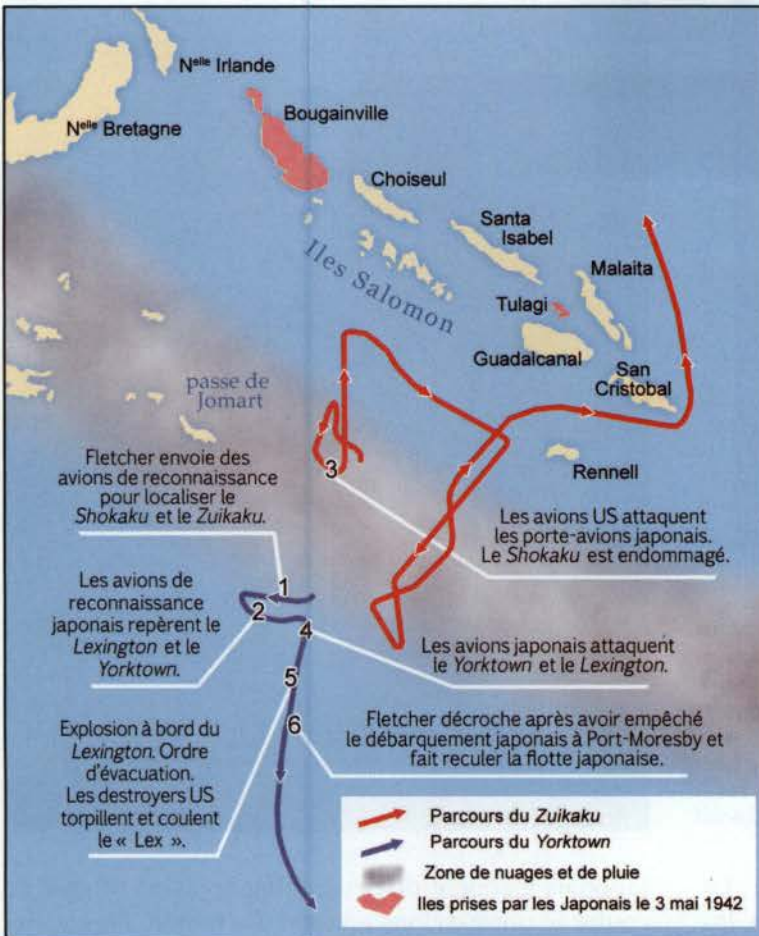 Nelle Irlande
Nelle Bretagne
Bougainville
Choiseul
Santa
Isabel
Iles Salomon
Malaita
Tulagi
Guadalcanal
San
Cristobal
passe de
Jomart
Rennell
Fletcher envoie des
avions de reconnaissance
pour localiser le
Shokaku et le Zuikaku.
3
Les avions US attaquent
les porte-avions japonais.
Le Shokaku est endommagé.
1
Les avions de
reconnaissance
japonais repèrent le
Lexington et le
Yorktown.
2
4
Les avions japonais attaquent
le Yorktown et le Lexington.
5
Explosion à bord du
Lexington. Ordre
d'évacuation.
Les destroyers US
torpillent et coulent
le « Lex ».
6
Fletcher décroche après avoir empêché
le débarquement japonais à Port-Moresby et
fait reculer la flotte japonaise.
Parcours du Zuikaku
Parcours du Yorktown
Zone de nuages et de pluie
Iles prises par les Japonais le 3 mai 1942